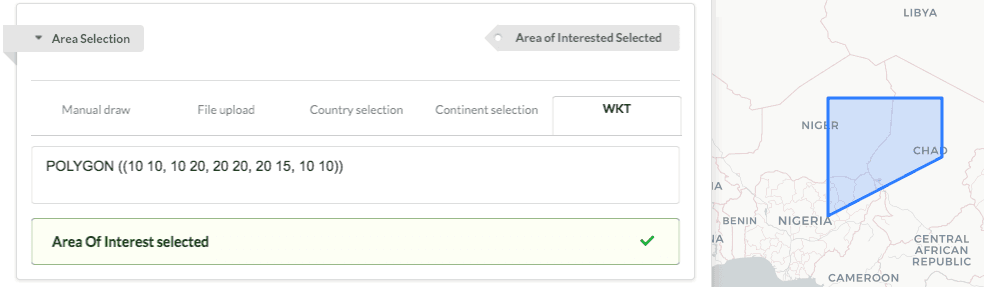 Area Selection
Area of Interested Selected
Manual draw
File upload
Country selection
Continent selection
WKT
POLYGON ((10 10, 10 20, 20 20, 20 15, 10 10))
Area Of Interest selected
LIBYA
NIGER
CHAD
IA
BENIN
NIGERIA
NA
CENTRAL
AFRICAN
REPUBLIC
CAMEROON